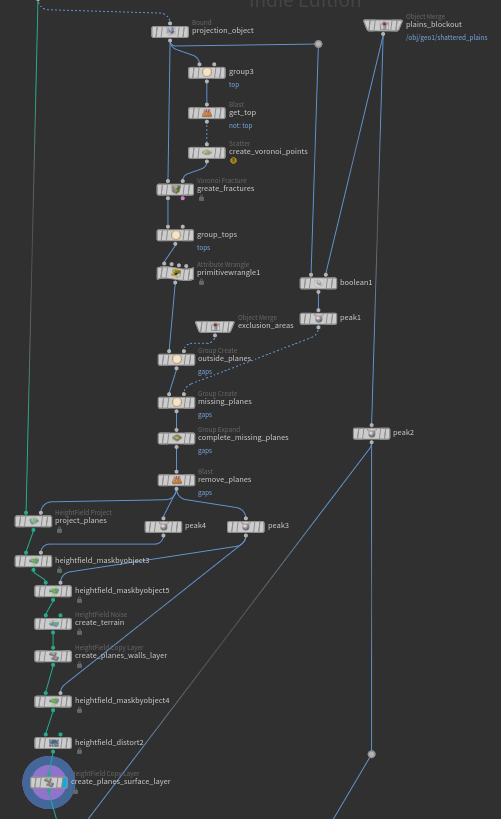 Indie Edition
Bound
projection_object
Object Merge
plains_blockout
/obj/geo1/shattered_plains
group3
top
Blast
get_top
not: top
Scatter
create_voronoi_points
Voronoi Fracture
greate_fractures
group_tops
tops
Attribute Wrangle
primitivewrangle1
boolean1
peak1
Object Merge
exclusion_areas
Group Create
outside_planes
gaps
Group Create
missing_planes
gaps
Group Expand
complete_missing_planes
gaps
peak2
Blast
remove_planes
gaps
HeightField Project
project_planes
peak4
peak3
heightfield_maskbyobject3
heightfield_maskbyobject5
HeightField Noise
create_terrain
HeightField Copy Layer
create_planes_walls_layer
heightfield_maskbyobject4
heightfield_distort2
HeightField Copy Layer
create_planes_surface_layer